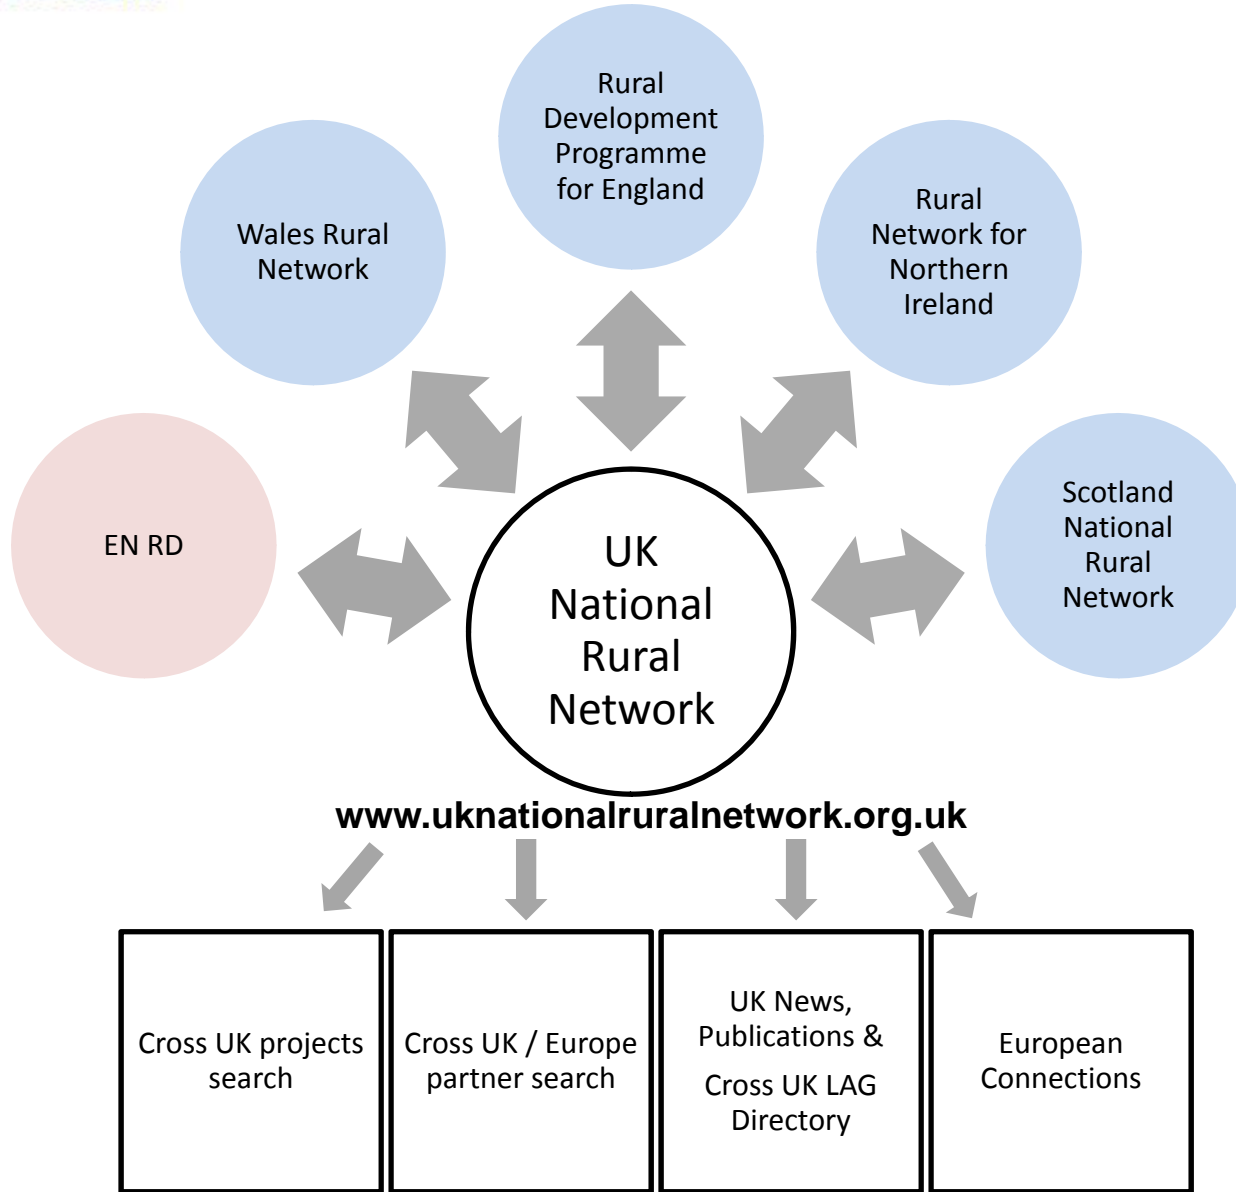 Rural
Development
Programme
for England
Wales Rural
Network
Rural
Network for
Northern
Ireland
EN RD
Scotland
National
Rural
Network
UK
National
Rural
Network
www.uknationalruralnetwork.org.uk
Cross UK projects
search
Cross UK / Europe
partner search
UK News,
Publications &
Cross UK LAG
Directory
European
Connections